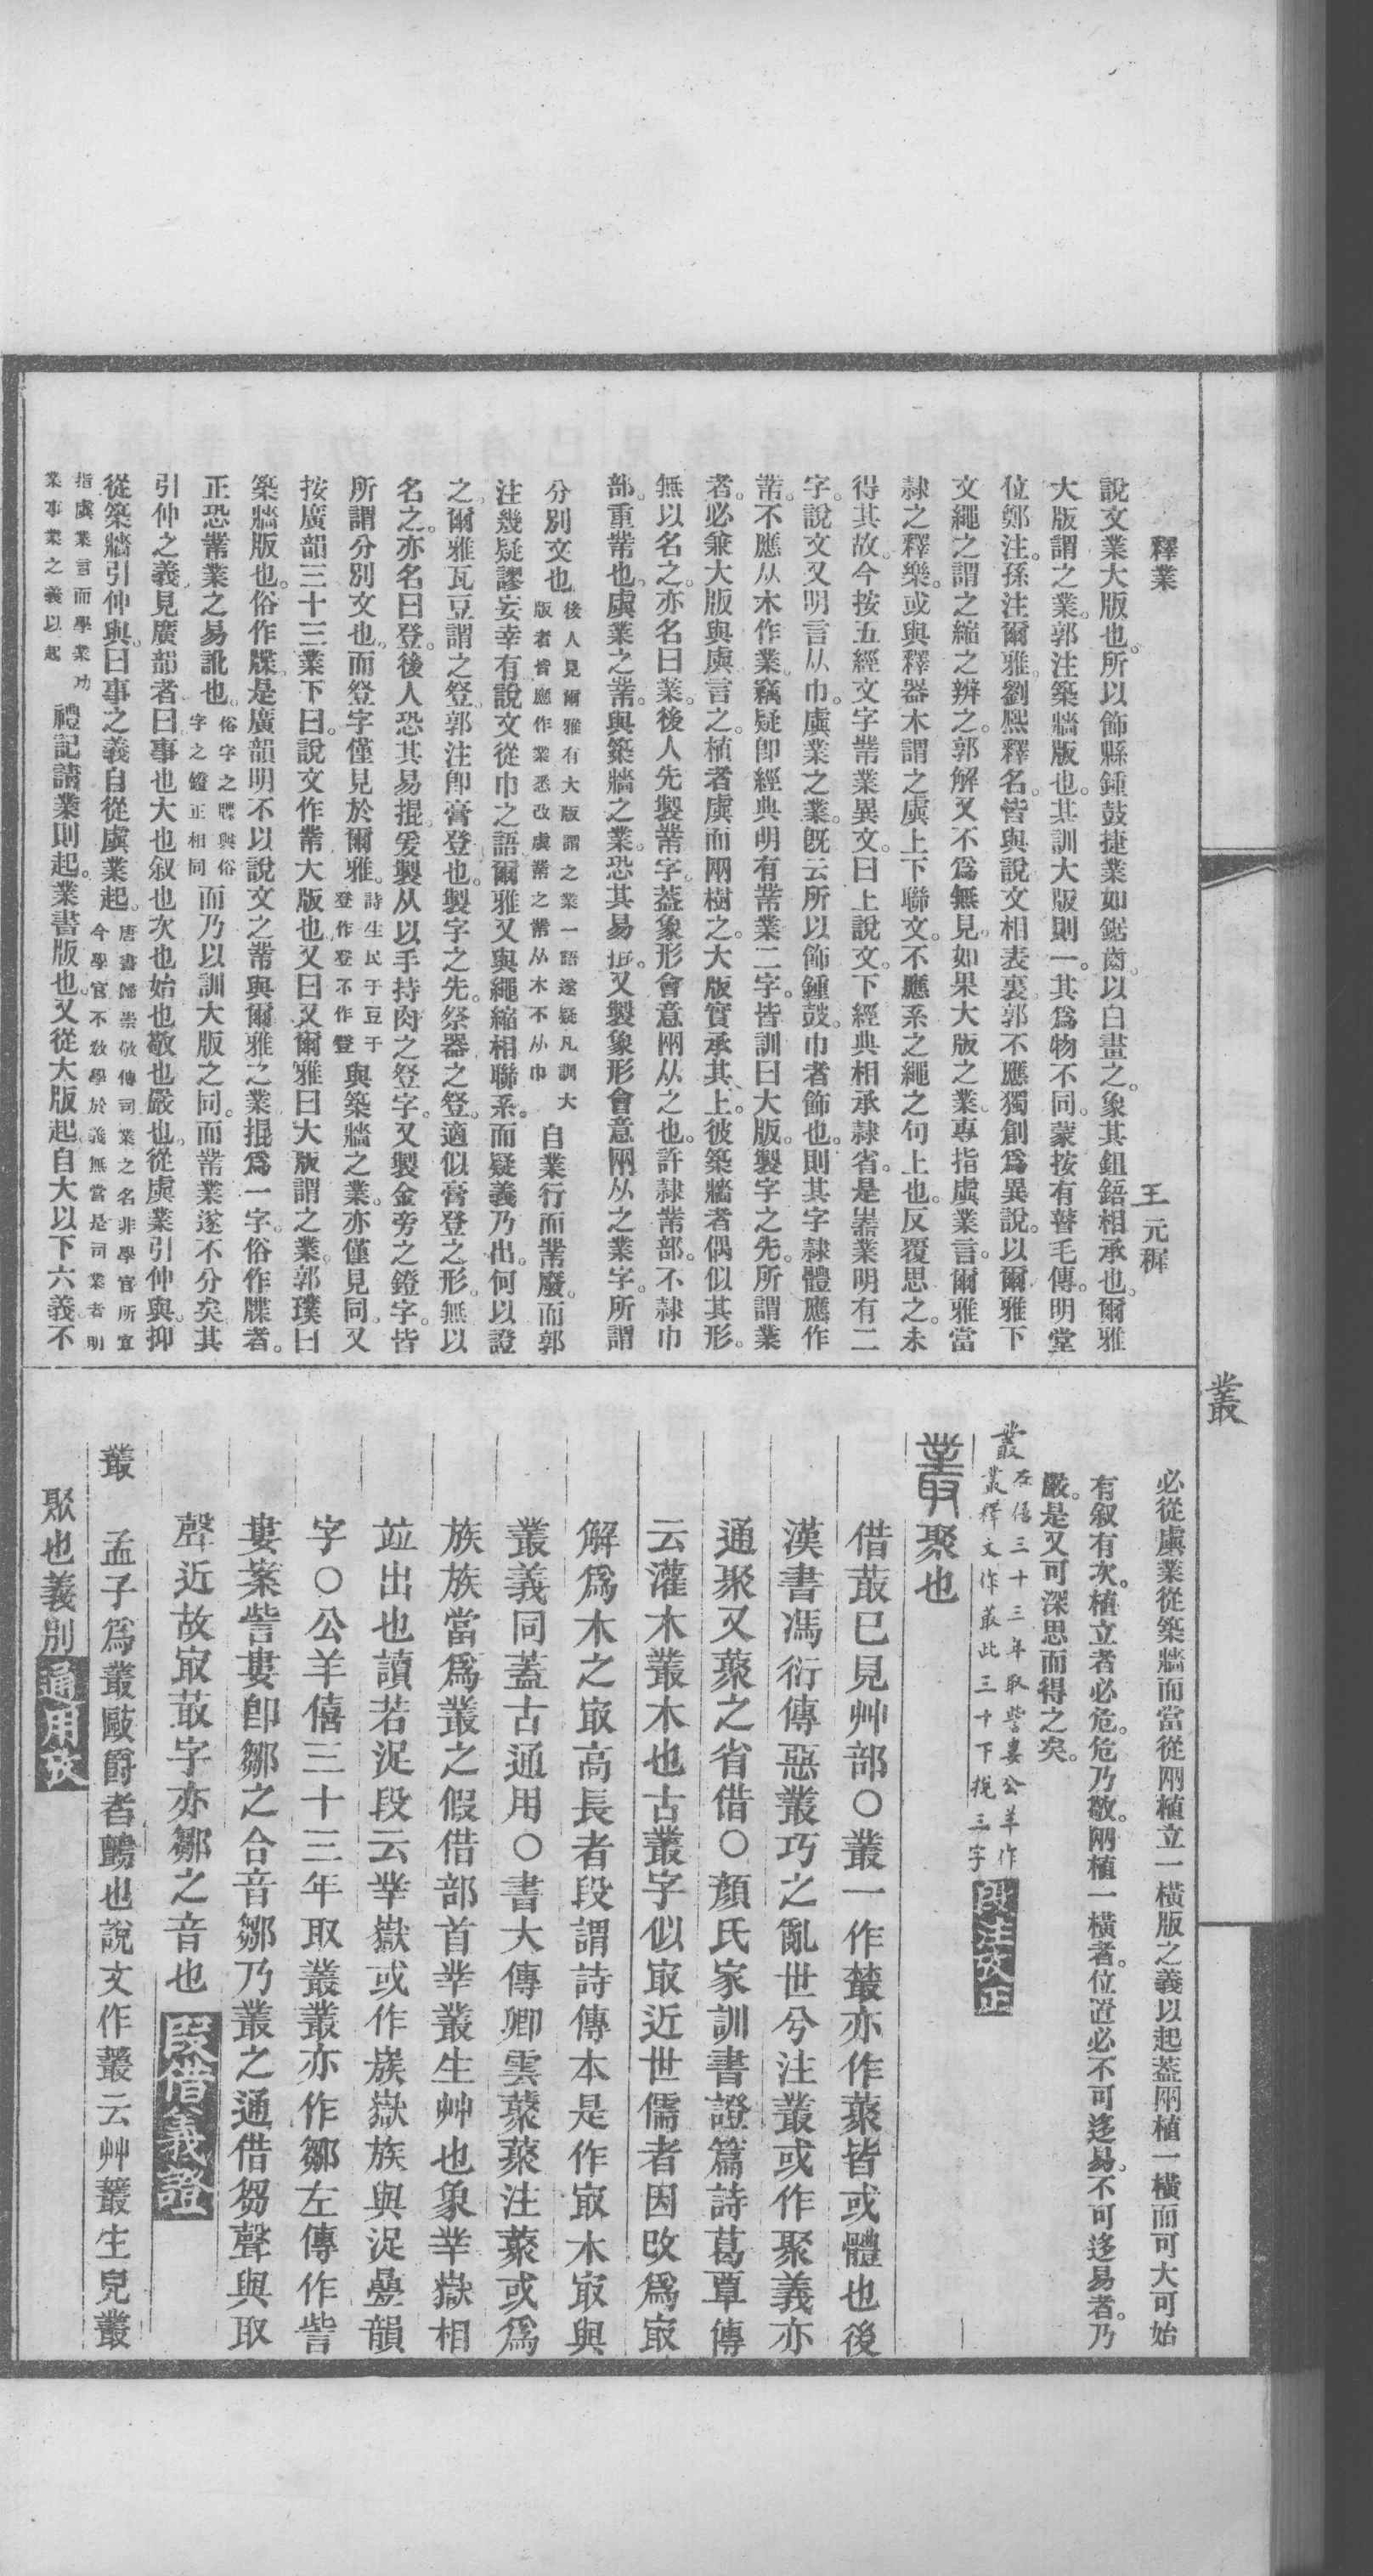 釋業　王元穉
說文業大版也。所以飾縣鍾鼓捷業如鋸齒。以白畫之。象其鉏鋙相承也。爾雅
大版謂之業。郭注築牆版也。其訓大版則一。其爲物不同。蒙按有瞽毛傳。明堂
位鄭注。孫注爾雅。劉熙釋名。皆與說文相表裏。郭不應獨創爲異說。以爾雅下
文繩之謂之縮之辨之。郭解又不爲無見。如果大版之業。專指虡業言。爾雅當
隸之釋樂。或與釋器木謂之虡上下聯文。不應系之繩之句上也。反覆思之。未
得其故。今按五經文字業異文。曰上說文。下經典相承隸省。是業明有二
字。說文又明言从巾。虡業之業。旣云所以飾鍾鼓。巾者飾也。則其字隸體應作
黹。不應从木作業。竊疑卽經典明有黹業二字。皆訓曰大版。製字之先。所謂業
者。必兼大版與虡言之。植者虡而兩樹之。大版實承其上。彼築牆者偶似其形。
無以名之。亦名曰業。後人先製黹字。葢象形會意兩从之也。許隸黹部。不隸巾
部。重黹也。虡業之黹。與築牆之業。恐其易混。又製象形會意兩从之業字。所謂
分別文也。後人見爾雅有大版謂之業一語遂疑凡訓大版者皆應作業悉改虡黹之黹从木不从巾自業行而黹廢。而郭
注幾疑謬妄幸有說文從巾之語爾雅又與繩縮相聯系。而疑義乃出。何以證
之。爾雅瓦豆謂之登。郭注卽膏登也。製字之先。祭器之登。適似膏登之形。無以
名之。亦名曰登。後人恐其易掍。爰製从以手持肉之登字。又製金旁之鐙字。皆
所謂分別文也。而登字僅見於爾雅。詩生民于豆于登作登不作豋與築牆之業。亦僅見同。又
按廣韻三十三業下曰。說文作黹大版也又曰又爾雅曰大版謂之業。郭璞曰
築牆版也。俗作牒。是廣韻明不以說文之黹與爾雅之業掍爲一字。俗作牒者。
正恐黹業之易訛也。俗字之牒與俗字之鐙正相同而乃以訓大版之同。而黹業遂不分矣其
引伸之義。見廣韻者曰事也大也叙也次也始也敬也嚴也。從虡業引伸與。抑
從築牆引伸與。曰事之義自從虡業起。唐書歸崇敬傳司業之名非學官所宜今學官不敎學於義無當是司業者明
指虡業言而學業功業事業之義以起禮記請業則起。業書版也。又從大版起。自大以下六義。不
叢
必從虡業從築牆而當從兩植立一橫版之義以起葢兩植一橫而可大可始
有叙有次。植立者必危。危乃敬。兩植一橫者。位置必不可迻易。不可迻易者。乃
嚴。是又可深思而得之矣。
叢　左僖三十三年取訾婁公羊作叢釋文作菆此三十下挩三字　段注攷正
叢　聚也
借菆已見艸部〇叢一作藂亦作菆皆或體也後
漢書馮衍傳惡叢巧之亂世兮注叢或作聚義亦
通聚又藂之省借〇顏氏家訓書證篇詩葛覃傳
云灌木叢木也古叢字似冣近世儒者因改爲冣
解爲木之冣高長者段謂詩傳本是作冣木冣與
叢義同葢古通用〇書大傳卿雲藂藂注藂或爲
族族當爲叢之假借部首丵叢生艸也象丵嶽相
竝出也讀若浞段云丵嶽或作嶯嶽族與浞疊韻
字〇公羊僖三十三年取叢叢亦作鄒左傳作訾
婁案訾婁卽鄒之合音鄒乃叢之通借芻聲與取
聲近故冣菆字亦鄒之音也　叚借義證
叢　孟子爲叢敺爵者鸇也說文作叢云艸叢生皃叢
聚也義別　通用攷